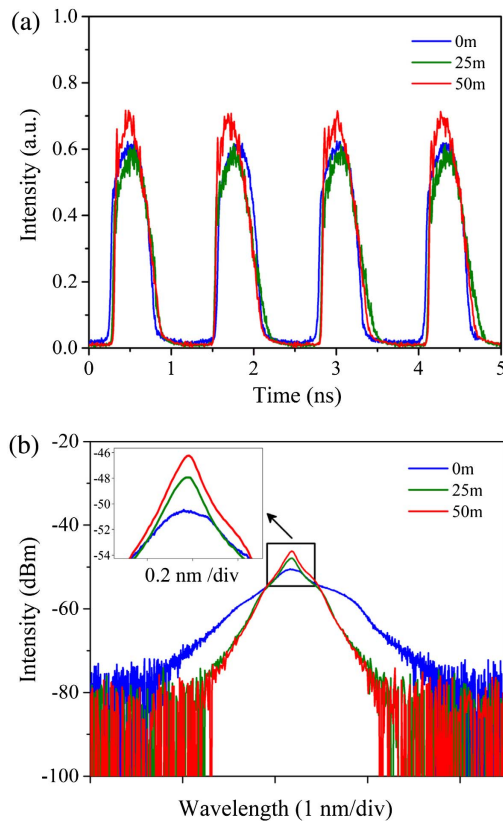 (a)
1.0
0.8
0.6
0.4
0.2
0.0
Intensity (a.u.)
0m
25m
50m
0 1 2 3 4 5
Time (ns)
(b)
-20
-40
-60
-80
-100
Intensity (dBm)
-46
-48
-50
-52
-54
0.2 nm /div
0m
25m
50m
Wavelength (1 nm/div)